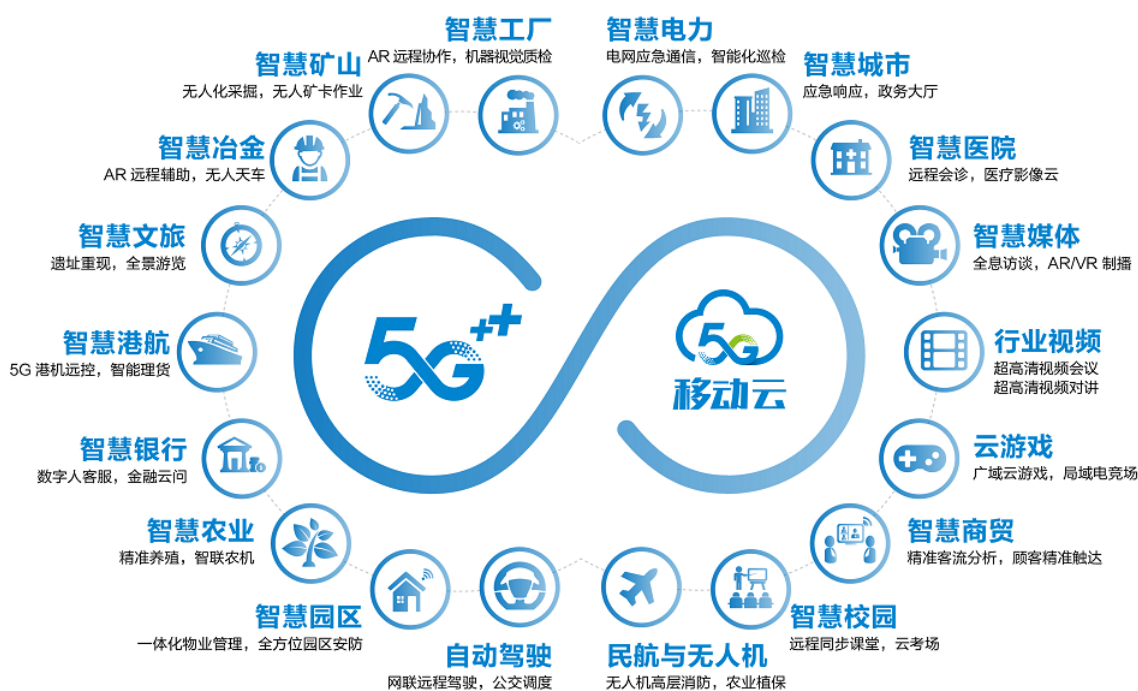 智慧工厂
AR 远程协作，机器视觉质检
智慧电力
电网应急通信，智能化巡检
智慧矿山
无人化采掘，无人矿卡作业
智慧城市
应急响应，政务大厅
智慧冶金
AR 远程辅助，无人天车
智慧医院
远程会诊，医疗影像云
智慧文旅
遗址重现，全景游览
智慧媒体
全息访谈，AR/VR 制播
智慧港航
5G 港机远控，智能理货
5G++
5G
移动云
行业视频
超高清视频会议
超高清视频对讲
智慧银行
数字人客服，金融云问
云游戏
广域云游戏，局域电竞场
智慧农业
精准养殖，智联农机
智慧商贸
精准客流分析，顾客精准触达
智慧园区
一体化物业管理，全方位园区安防
智慧校园
远程同步课堂，云考场
自动驾驶
网联远程驾驶，公交调度
民航与无人机
无人机高层消防，农业植保